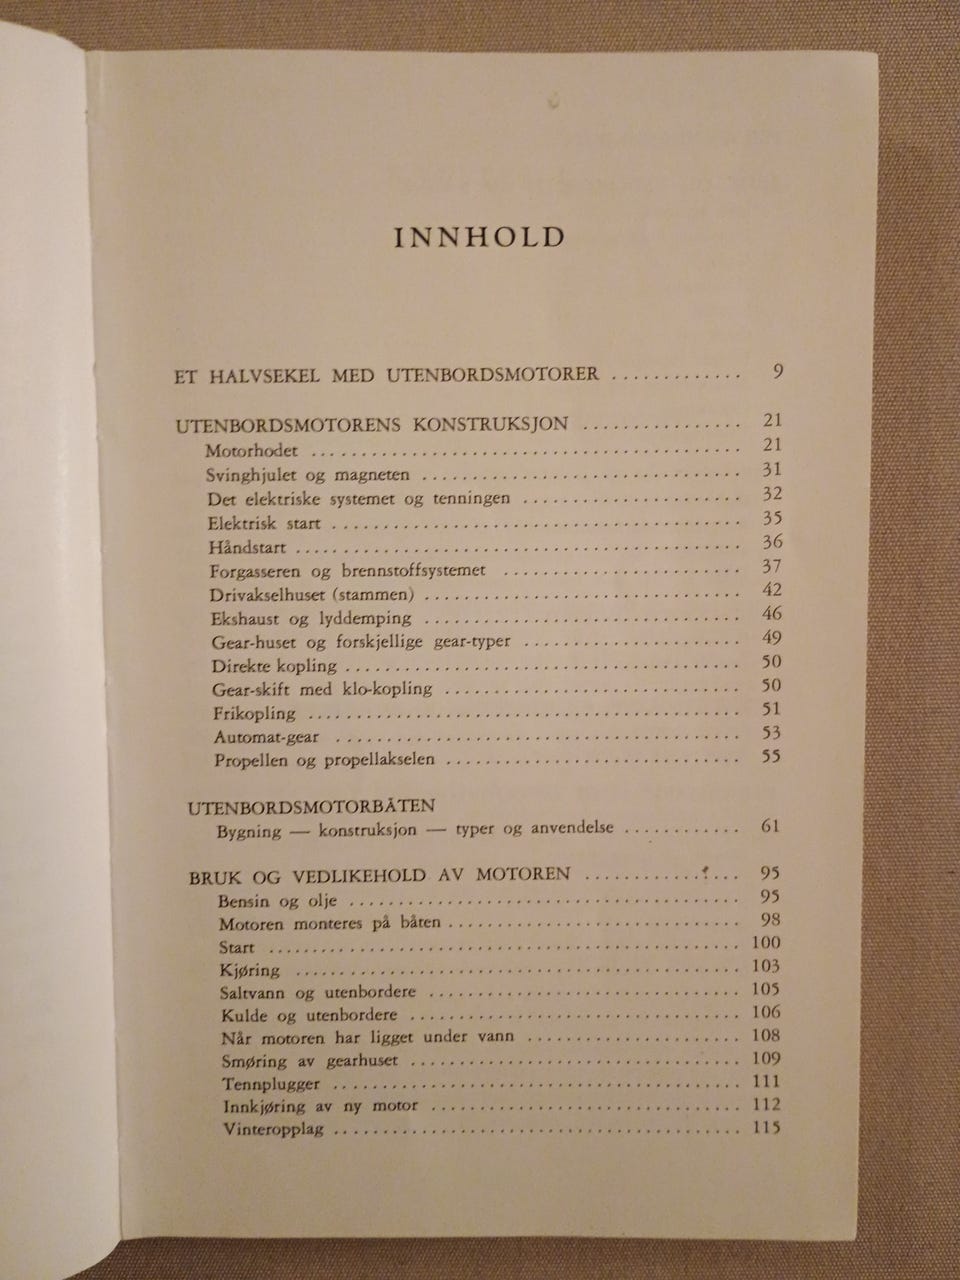 INNHOLD
ET HALVSEKEL MED UTENBORDSMOTORER ............. 9
UTENBORDSMOTORENS KONSTRUKSJON ................ 21
Motorhodet ........................................ 21
Svinghjulet og magneten ............................... 31
Det elektriske systemet og tenningen ..................... 32
Elektrisk start ........................................ 35
Håndstart ........................................... 36
Forgasseren og brennstoffsystemet ....................... 37
Drivakselhuset (stammen) .............................. 42
Ekshaust og lyddemping .............................. 46
Gear-huset og forskjellige gear-typer ..................... 49
Direkte kopling ...................................... 50
Gear-skift med klo-kopling ............................ 50
Frikopling .......................................... 51
Automat-gear ....................................... 53
Propellen og propellakselen ............................ 55
UTENBORDSMOTORBÅTEN
Bygning — konstruksjon — typer og anvendelse ............ 61
BRUK OG VEDLIKEHOLD AV MOTOREN ............... 95
Bensin og olje ...................................... 95
Motoren monteres på båten ............................ 98
Start .............................................. 100
Kjøring ........................................... 103
Saltvann og utenbordere .............................. 105
Kulde og utenbordere ................................ 106
Når motoren har ligget under vann ..................... 108
Smøring av gearhuset ................................ 109
Tennplugger ....................................... 111
Innkjøring av ny motor .............................. 112
Vinteropplag ....................................... 115